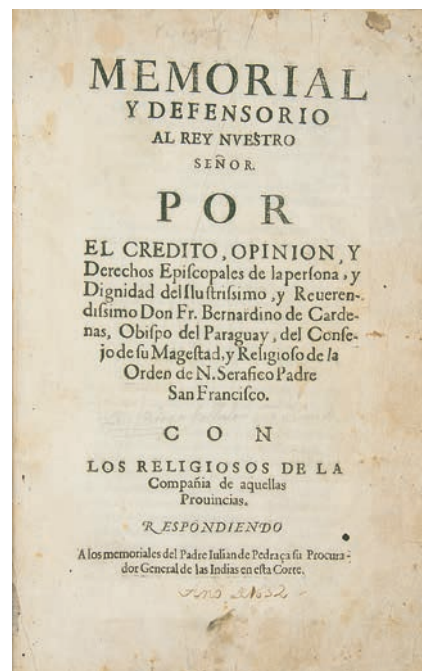 MEMORIAL
Y DEFENSORIO
AL REY NVESTRO
SEÑOR.
POR
EL CREDITO, OPINION, Y
Derechos Epiſcopales de la perſona, y
Dignidad del Iluſtriſsimo, y Reueren-
diſsimo Don Fr. Bernardino de Carde-
nas, Obiſpo del Paraguay, del Conſe-
jo de ſu Mageſtad, y Religioſo de la
Orden de N. Serafico Padre
San Franciſco.
CON
LOS RELIGIOSOS DE LA
Compañia de aquellas
Prouincias.
RESPONDIENDO
A los memoriales del Padre Iulian de Pedraça ſu Procura-
dor General de las Indias en eſta Corte.